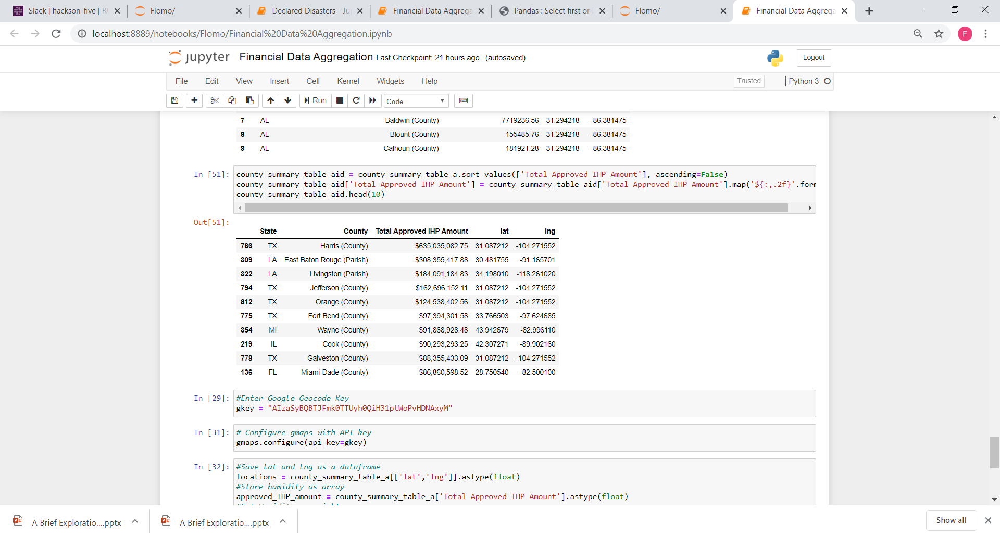 Slack | hackson-five | R
Flomo/
Declared Disasters - Ju
Financial Data Aggrega
Pandas : Select first or
Flomo/
Financial Data Aggrega
localhost:8889/notebooks/Flomo/Financial%20Data%20Aggregation.ipynb
F
jupyter Financial Data Aggregation Last Checkpoint: 21 hours ago (autosaved)
Logout
File Edit View Insert Cell Kernel Widgets Help
Trusted
Python 3
Run
Code
7 AL Baldwin (County) 7719236.56 31.294218 -86.381475
8 AL Blount (County) 155485.76 31.294218 -86.381475
9 AL Calhoun (County) 181921.28 31.294218 -86.381475
In [51]: county_summary_table_aid = county_summary_table_a.sort_values(['Total Approved IHP Amount'], ascending=False)
county_summary_table_aid['Total Approved IHP Amount'] = county_summary_table_aid['Total Approved IHP Amount'].map('${:,.2f}'.forn
county_summary_table_aid.head(10)
Out[51]:
State County Total Approved IHP Amount lat lng
786 TX Harris (County) $635,035,082.75 31.087212 -104.271552
309 LA East Baton Rouge (Parish) $308,355,417.88 30.481755 -91.165701
322 LA Livingston (Parish) $184,091,184.83 34.198010 -118.261020
794 TX Jefferson (County) $162,696,152.11 31.087212 -104.271552
812 TX Orange (County) $124,538,402.56 31.087212 -104.271552
775 TX Fort Bend (County) $97,394,301.58 33.766503 -97.624685
354 MI Wayne (County) $91,868,928.48 43.942679 -82.996110
219 IL Cook (County) $90,293,293.25 42.307271 -89.902160
778 TX Galveston (County) $88,355,433.09 31.087212 -104.271552
136 FL Miami-Dade (County) $86,860,598.52 28.750540 -82.500100
In [29]: #Enter Google Geocode Key
gkey = "AIzaSyBQBTJFmk0TTUyh0QiH31ptWoPvHDNAxyM"
In [31]: # Configure gmaps with API key
gmaps.configure(api_key=gkey)
In [32]: #Save lat and lng as a dataframe
locations = county_summary_table_a[['lat','lng']].astype(float)
#Store humidity as array
approved_IHP_amount = county_summary_table_a['Total Approved IHP Amount'].astype(float)
A Brief Exploratio....pptx
A Brief Exploratio....pptx
Show all